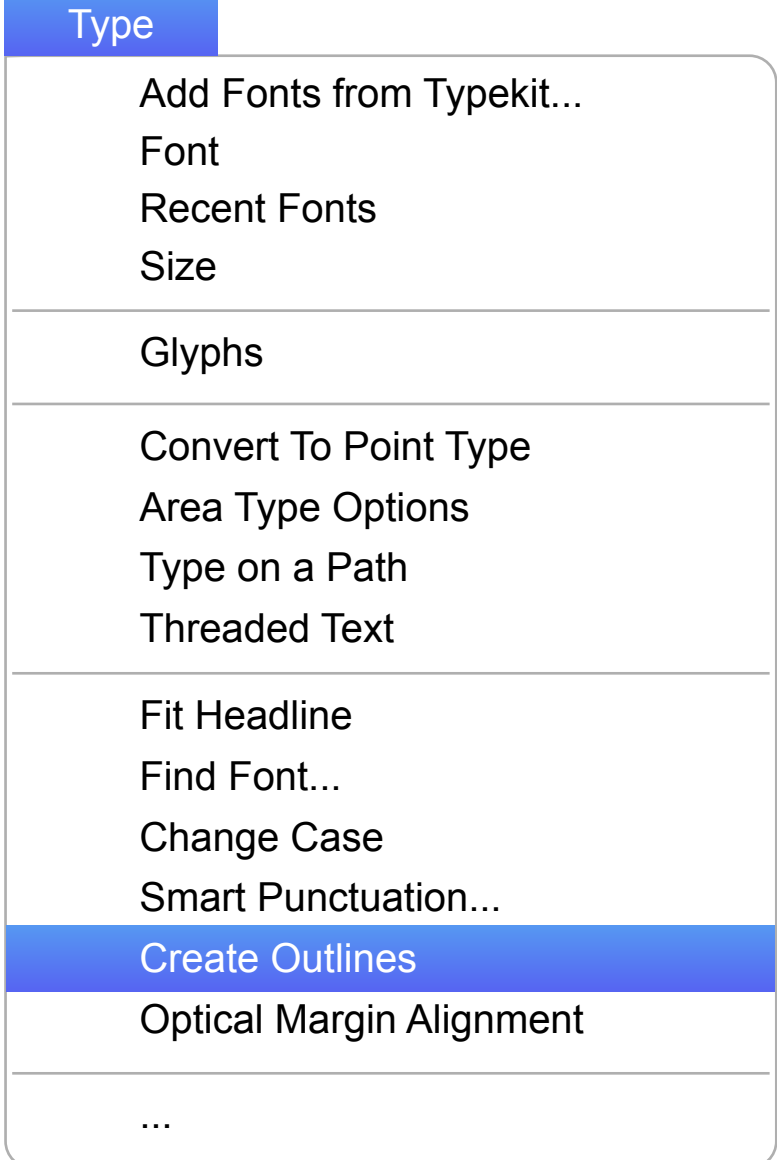 Type
Add Fonts from Typekit...
Font
Recent Fonts
Size
Glyphs
Convert To Point Type
Area Type Options
Type on a Path
Threaded Text
Fit Headline
Find Font...
Change Case
Smart Punctuation...
Create Outlines
Optical Margin Alignment
...